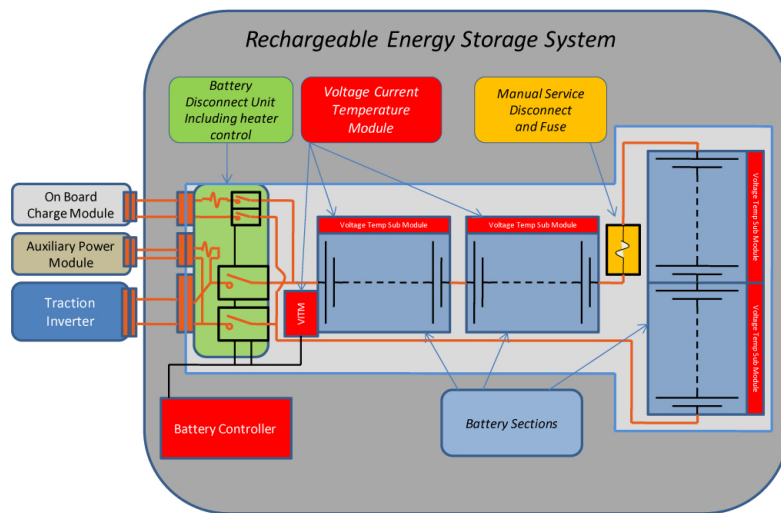 Rechargeable Energy Storage System
Battery
Disconnect Unit
Including heater
control
Voltage Current
Temperature
Module
Manual Service
Disconnect
and Fuse
On Board
Charge Module
Auxiliary Power
Module
Traction
Inverter
Voltage Temp Sub Module
Voltage Temp Sub Module
Voltage Temp Sub Module
Voltage Temp Sub Module
VITM
Battery Controller
Battery Sections